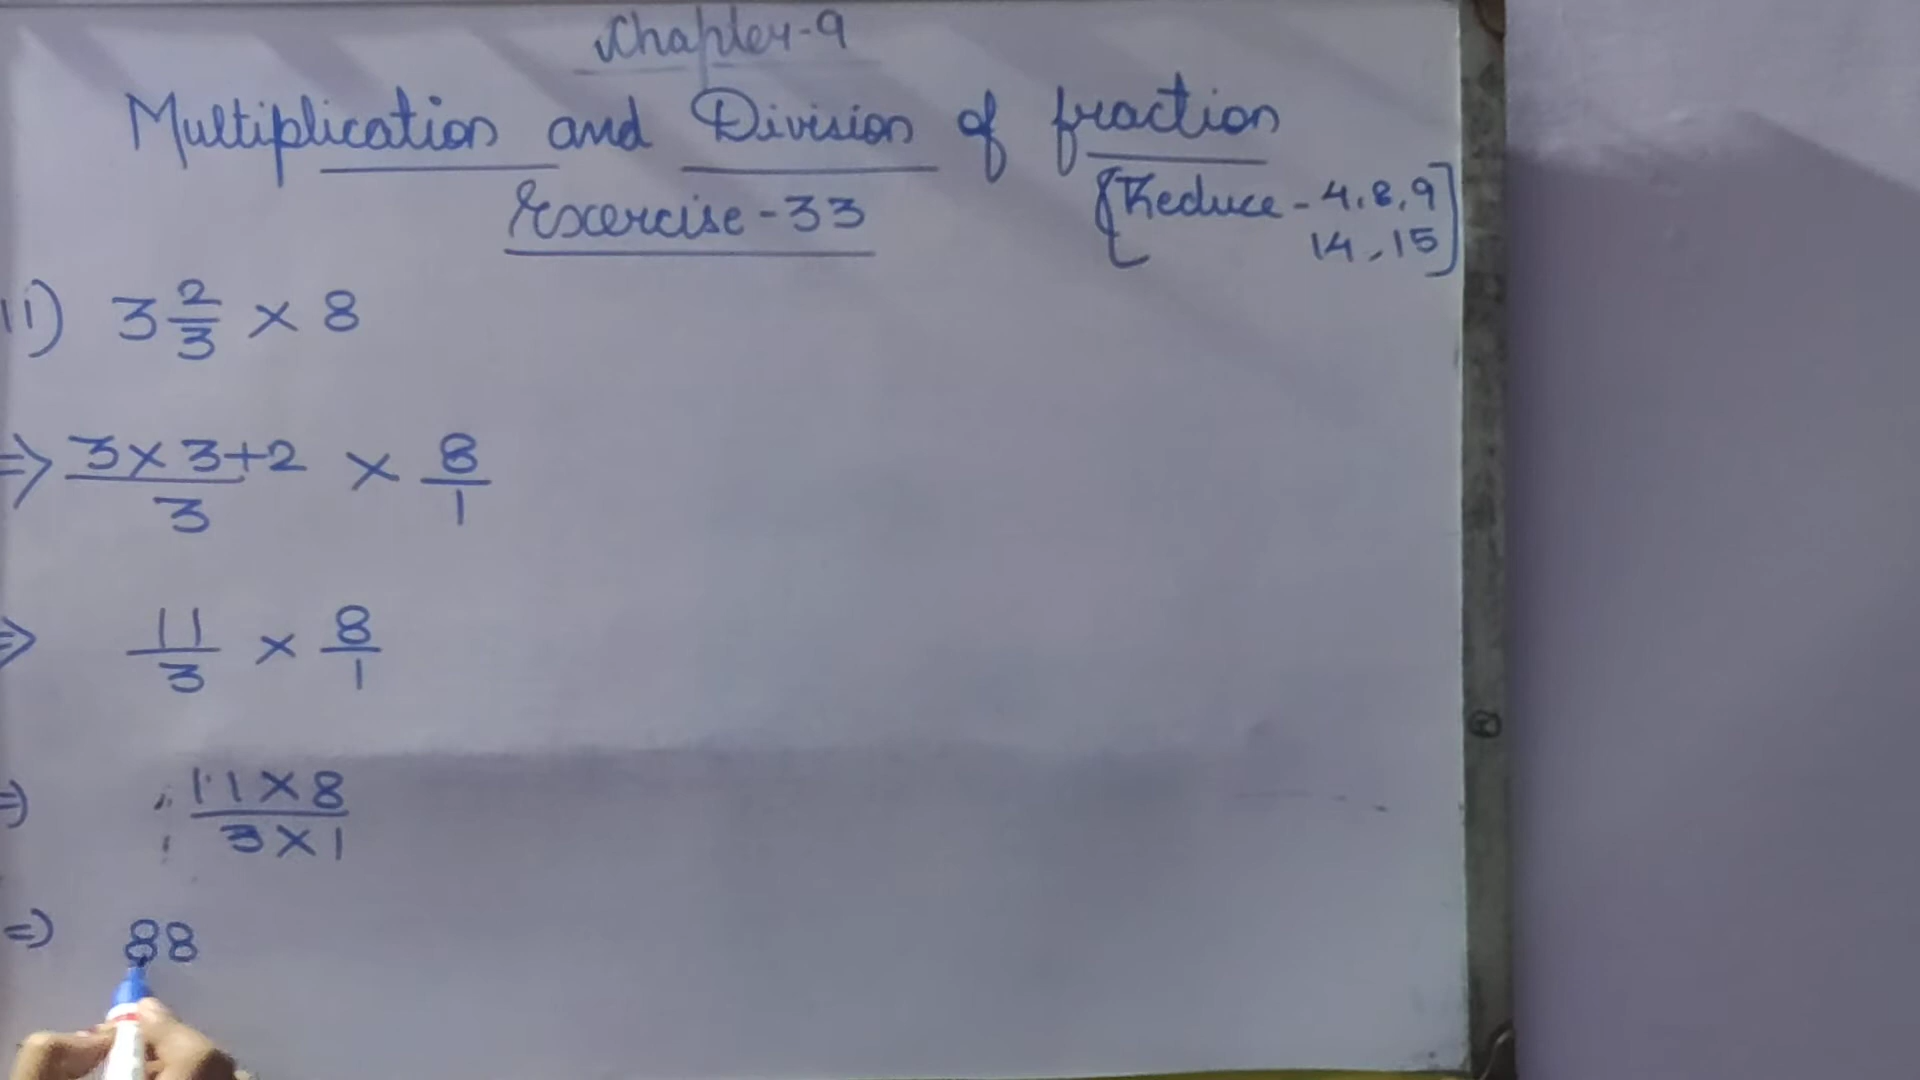 Chapter-9
Multiplication and Division of fraction
Exercise-33
[Reduce - 4, 8, 9
14, 15]
11) 3 2/3 × 8
⇒ 3×3+2/3 × 8/1
⇒ 11/3 × 8/1
⇒ 11×8/3×1
⇒ 88